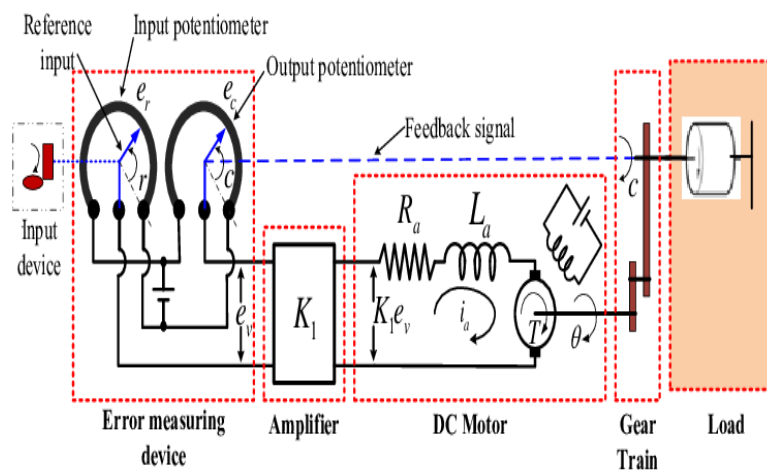 Reference
input
Input potentiometer
Output potentiometer
e_r
e_c
Feedback signal
r
c
c
Input
device
R_a
L_a
e_v
K_1
K_1e_v
i_a
T
θ
Error measuring
device
Amplifier
DC Motor
Gear
Train
Load